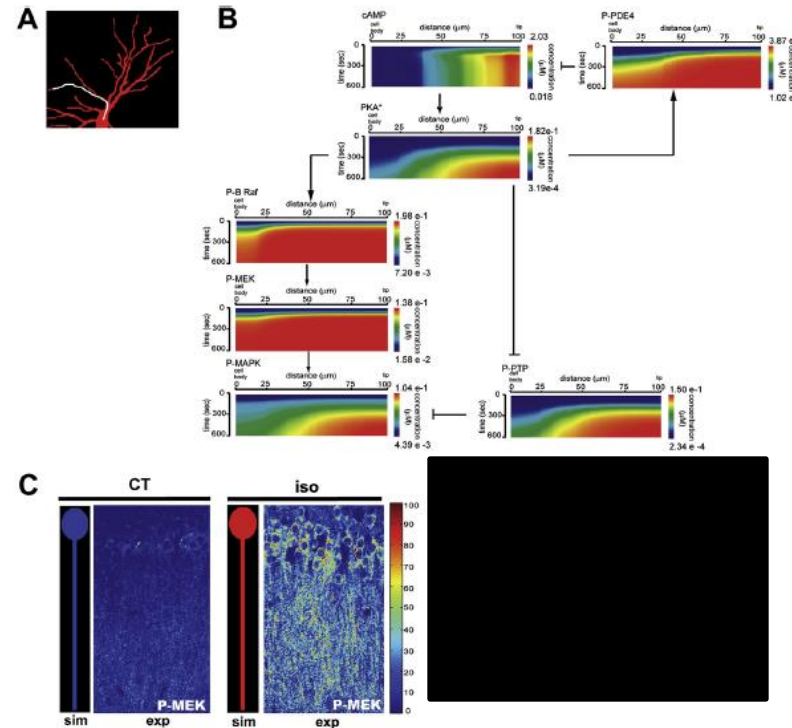 A
B
cAMP
cell body
distance (μm)
tip
0 25 50 75 100
time (sec)
0
300
600
2.03
concentration (μM)
0.018
P-PDE4
cell body
distance (μm)
tip
0 25 50 75 100
time (sec)
0
300
600
3.87 e
concentration (μM)
1.02 e
PKA*
cell body
distance (μm)
tip
0 25 50 75 100
time (sec)
0
300
600
1.82e-1
concentration (μM)
3.19e-4
P-B Raf
cell body
distance (μm)
tip
0 25 50 75 100
time (sec)
0
300
600
1.98 e-1
concentration (μM)
7.20 e -3
P-MEK
cell body
distance (μm)
tip
0 25 50 75 100
time (sec)
0
300
600
1.38 e-1
concentration (μM)
1.58 e -2
P-MAPK
cell body
distance (μm)
tip
0 25 50 75 100
time (sec)
0
300
600
1.04 e-1
concentration (μM)
4.39 e -3
P-PTP
cell body
distance (μm)
tip
0 25 50 75 100
time (sec)
0
300
600
1.50 e-1
concentration (μM)
2.34 e -4
C
CT
iso
100
90
80
70
60
50
40
30
20
10
0
P-MEK
P-MEK
sim exp sim exp